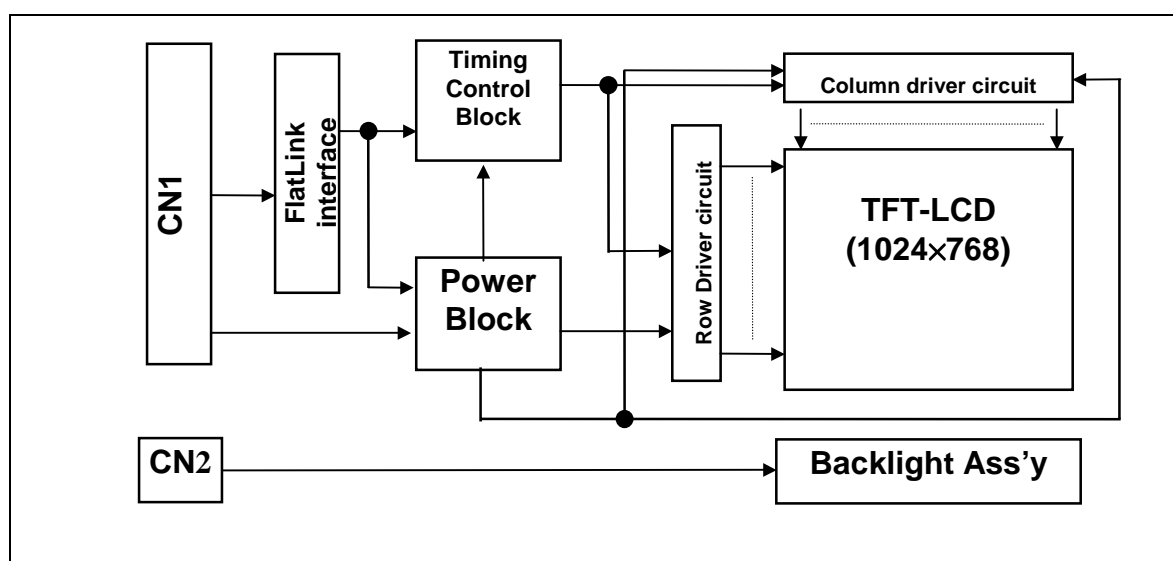 CN1
FlatLink
interface
Timing
Control
Block
Power
Block
Row Driver circuit
Column driver circuit
TFT-LCD
(1024×768)
CN2
Backlight Ass’y